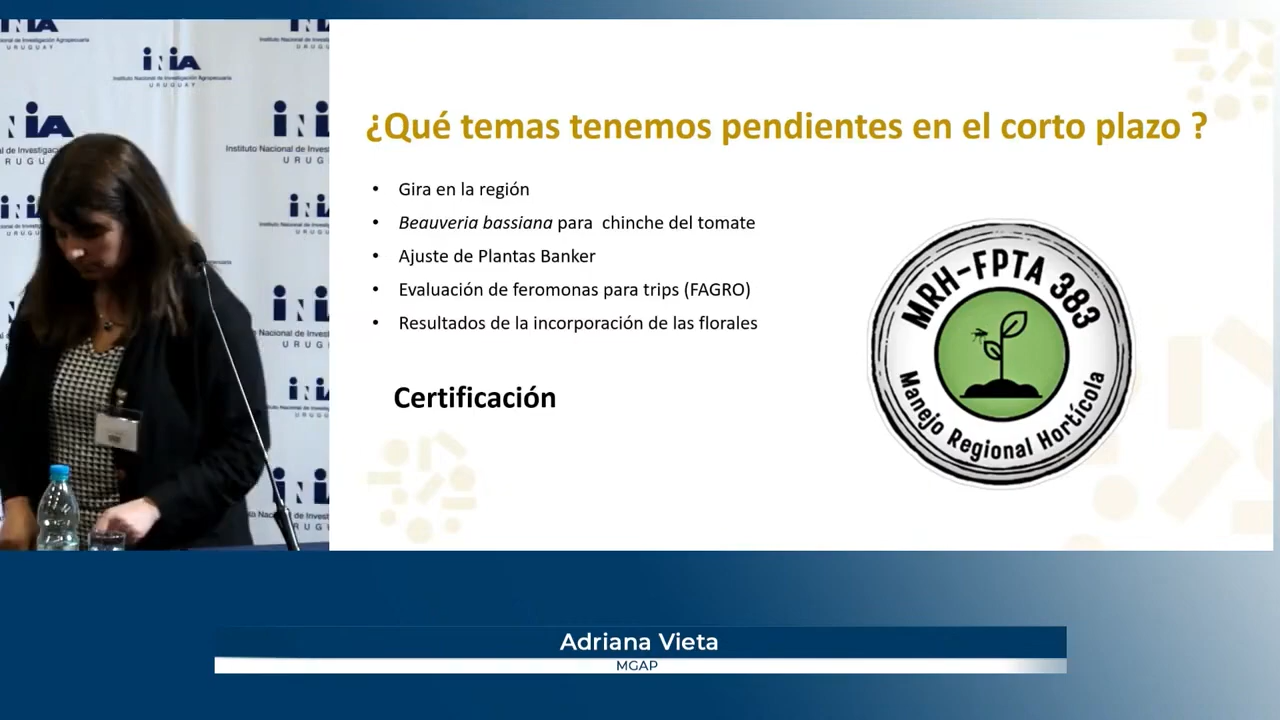 ¿Qué temas tenemos pendientes en el corto plazo ?
• Gira en la región
• Beauveria bassiana para chinche del tomate
• Ajuste de Plantas Banker
• Evaluación de feromonas para trips (FAGRO)
• Resultados de la incorporación de las florales
Certificación
MRH-FPTA 383
Manejo Regional Hortícola
INIA
Instituto Nacional de Investigación Agropecuaria
URUGUAY
Adriana Vieta
MGAP